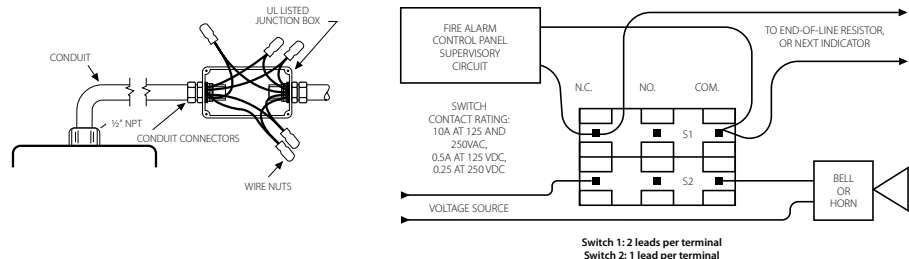 UL LISTED
JUNCTION BOX
CONDUIT
½" NPT
CONDUIT CONNECTORS
WIRE NUTS
FIRE ALARM
CONTROL PANEL
SUPERVISORY
CIRCUIT
TO END-OF-LINE RESISTOR,
OR NEXT INDICATOR
N.C.
NO.
COM.
SWITCH
CONTACT RATING:
10A AT 125 AND
250VAC,
0.5A AT 125 VDC,
0.25 AT 250 VDC
S1
S2
BELL
OR
HORN
VOLTAGE SOURCE
Switch 1: 2 leads per terminal
Switch 2: 1 lead per terminal